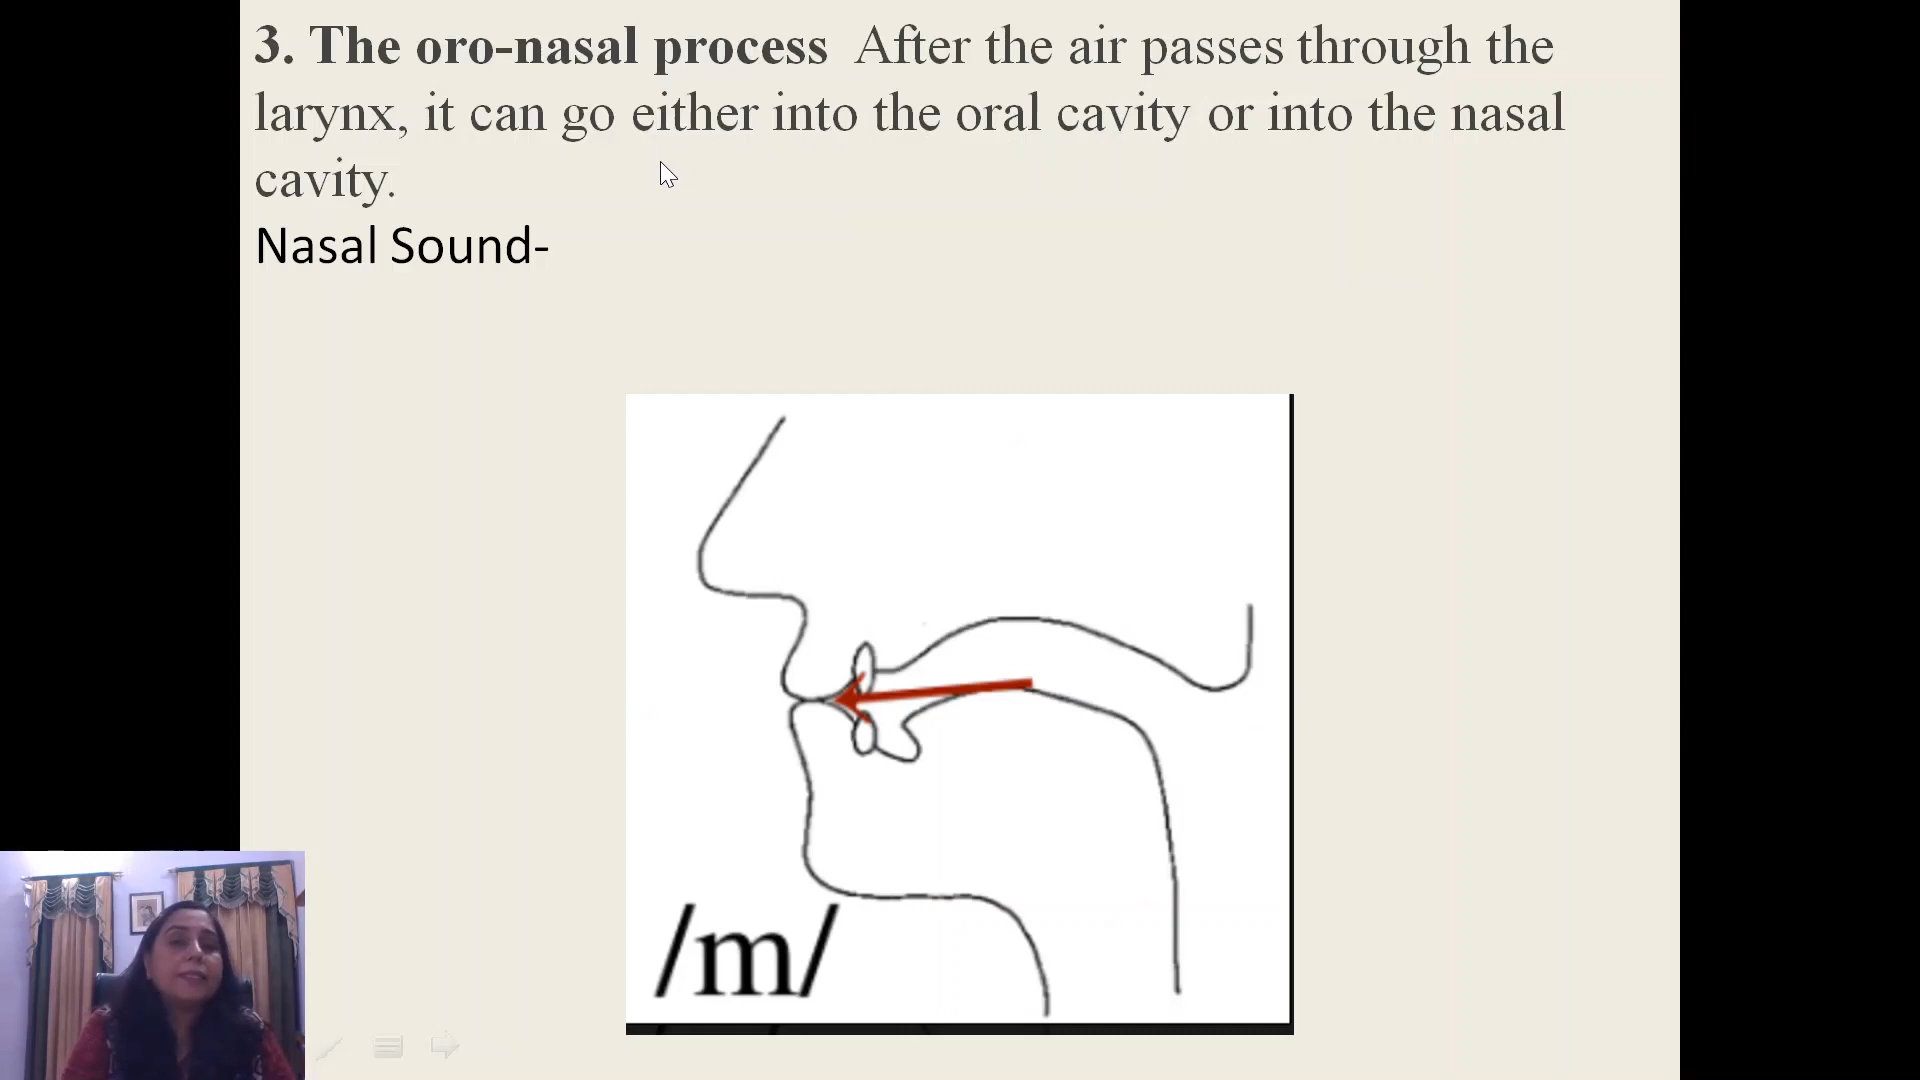 3. The oro-nasal process After the air passes through the
larynx, it can go either into the oral cavity or into the nasal
cavity.
Nasal Sound-
/m/